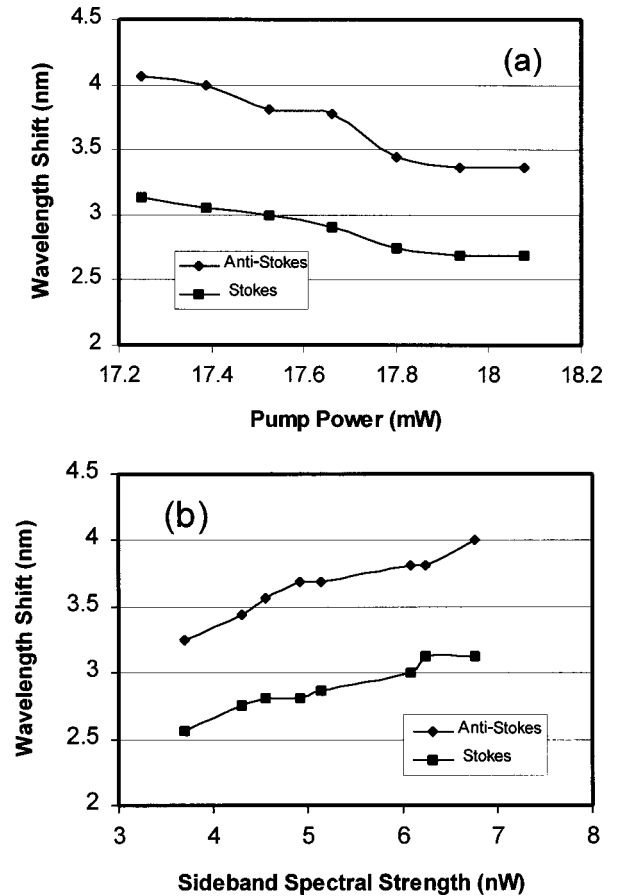 4.5
(a)
4
3.5
3
2.5
2
Wavelength Shift (nm)
Anti-Stokes
Stokes
17.2 17.4 17.6 17.8 18 18.2
Pump Power (mW)
4.5
(b)
4
3.5
3
2.5
2
Wavelength Shift (nm)
Anti-Stokes
Stokes
3 4 5 6 7 8
Sideband Spectral Strength (nW)